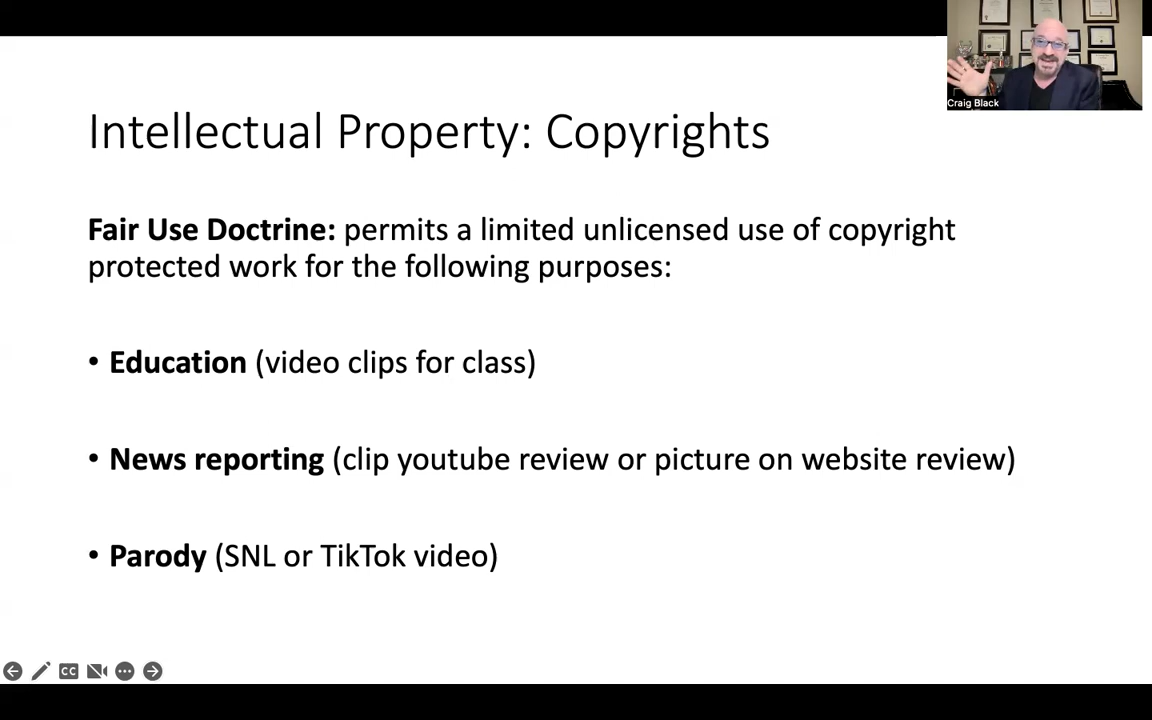 Craig Black
Intellectual Property: Copyrights
Fair Use Doctrine: permits a limited unlicensed use of copyright
protected work for the following purposes:
• Education (video clips for class)
• News reporting (clip youtube review or picture on website review)
• Parody (SNL or TikTok video)
CC